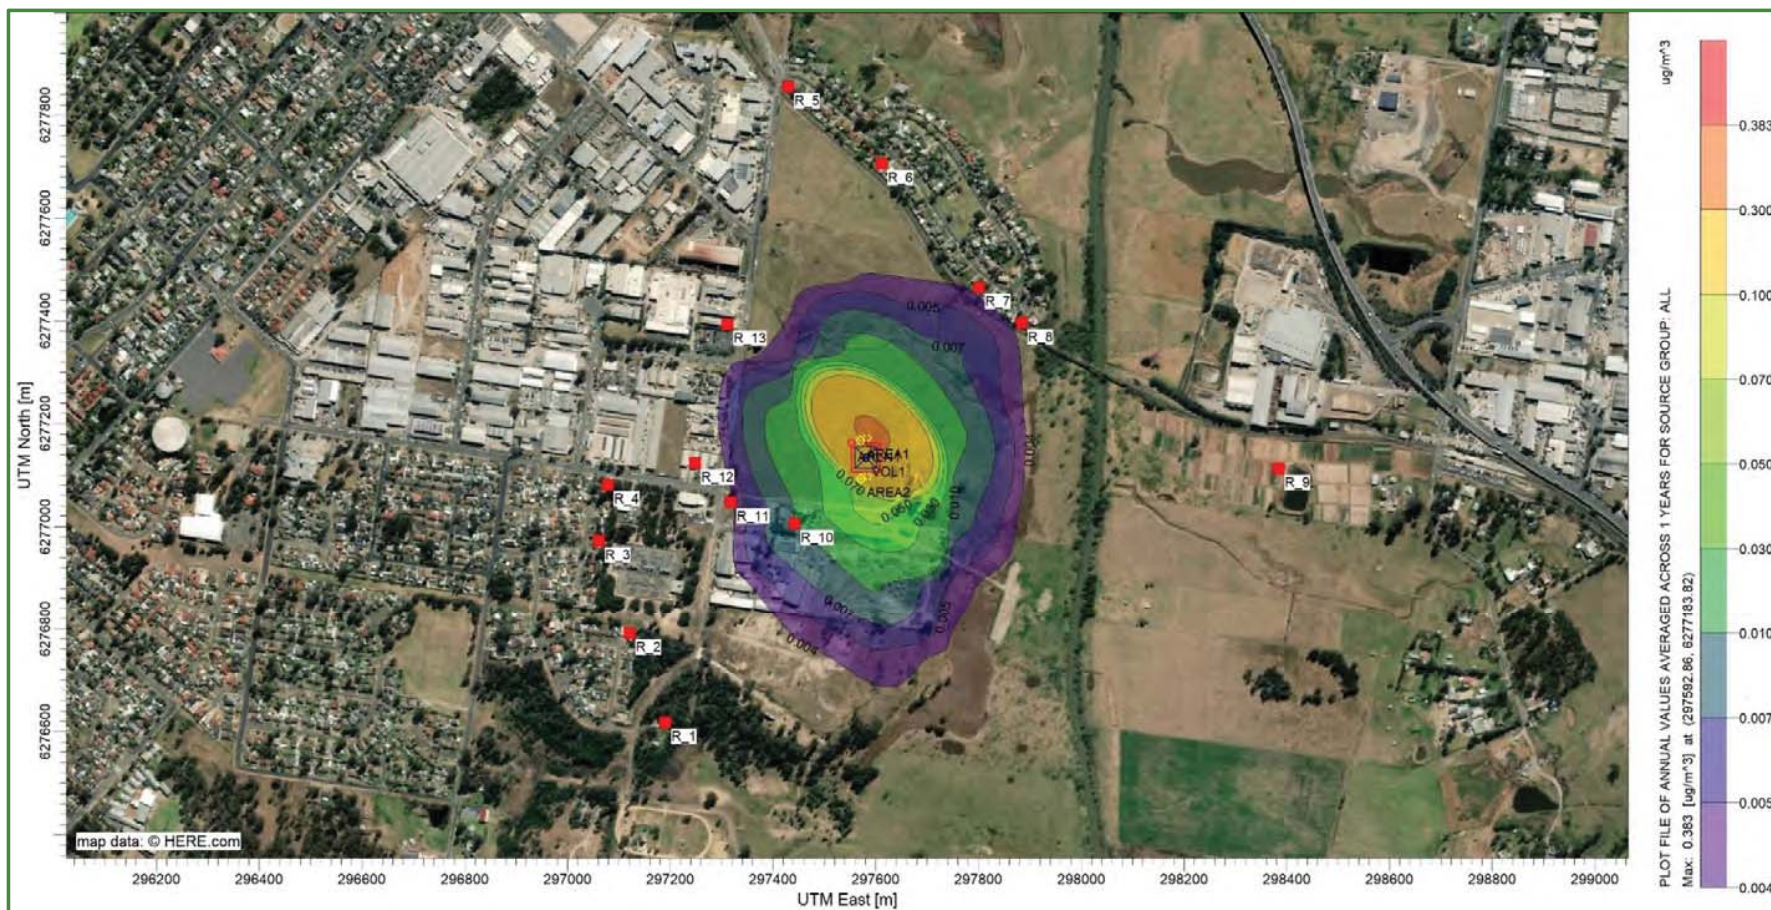 ug/m^3
PLOT FILE OF ANNUAL VALUES AVERAGED ACROSS 1 YEARS FOR SOURCE GROUP: ALL
Max: 0.383 [ug/m^3] at (297592.86, 6277183.82)
0.383
0.300
0.100
0.070
0.050
0.030
0.010
0.007
0.005
0.004
UTM North [m]
6277800
6277600
6277400
6277200
6277000
6276800
6276600
R_5
R_6
R_7
R_8
R_13
R_12
R_4
R_11
R_9
R_10
R_3
R_2
R_1
0.005
0.007
0.004
AREA1
VOL1
AREA2
0.070
0.050
0.010
0.007
0.005
0.004
map data: © HERE.com
296200 296400 296600 296800 297000 297200 297400 297600 297800 298000 298200 298400 298600 298800 299000
UTM East [m]